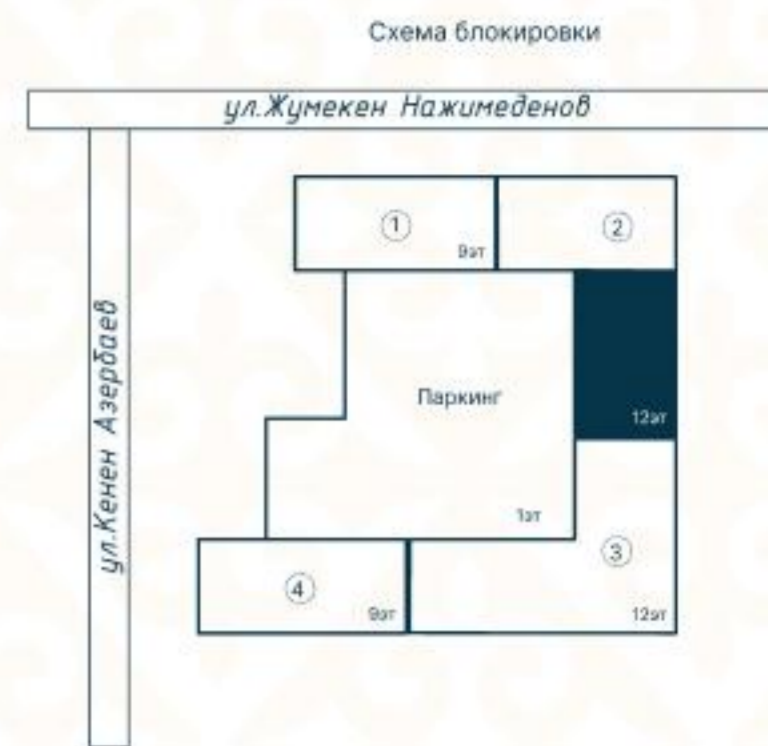 Схема блокировки
ул.Жумекен Нажимеденов
①
②
9эт
ул.Кенен Азербаев
Паркинг
12эт
1эт
③
④
9эт
12эт